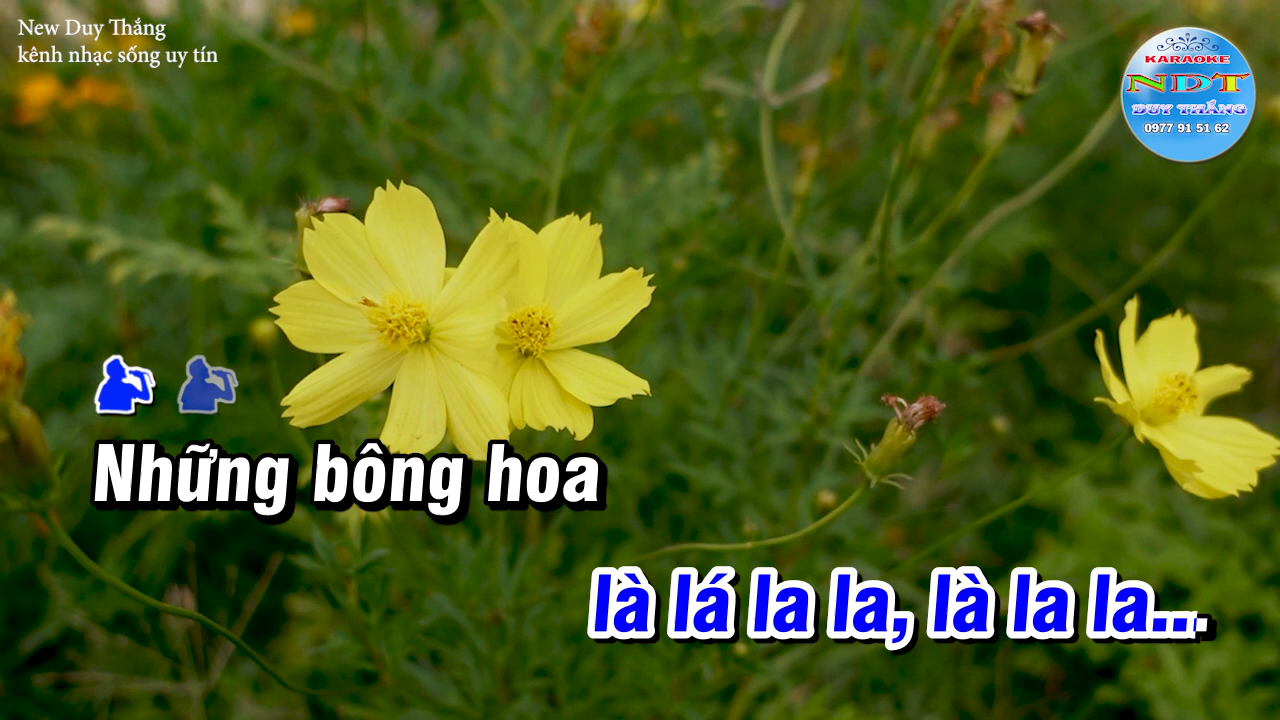 New Duy Thắng
kênh nhạc sống uy tín
KARAOKE
NDT
DUY THẮNG
0977 91 51 62
Những bông hoa
là lá la la, là la la...